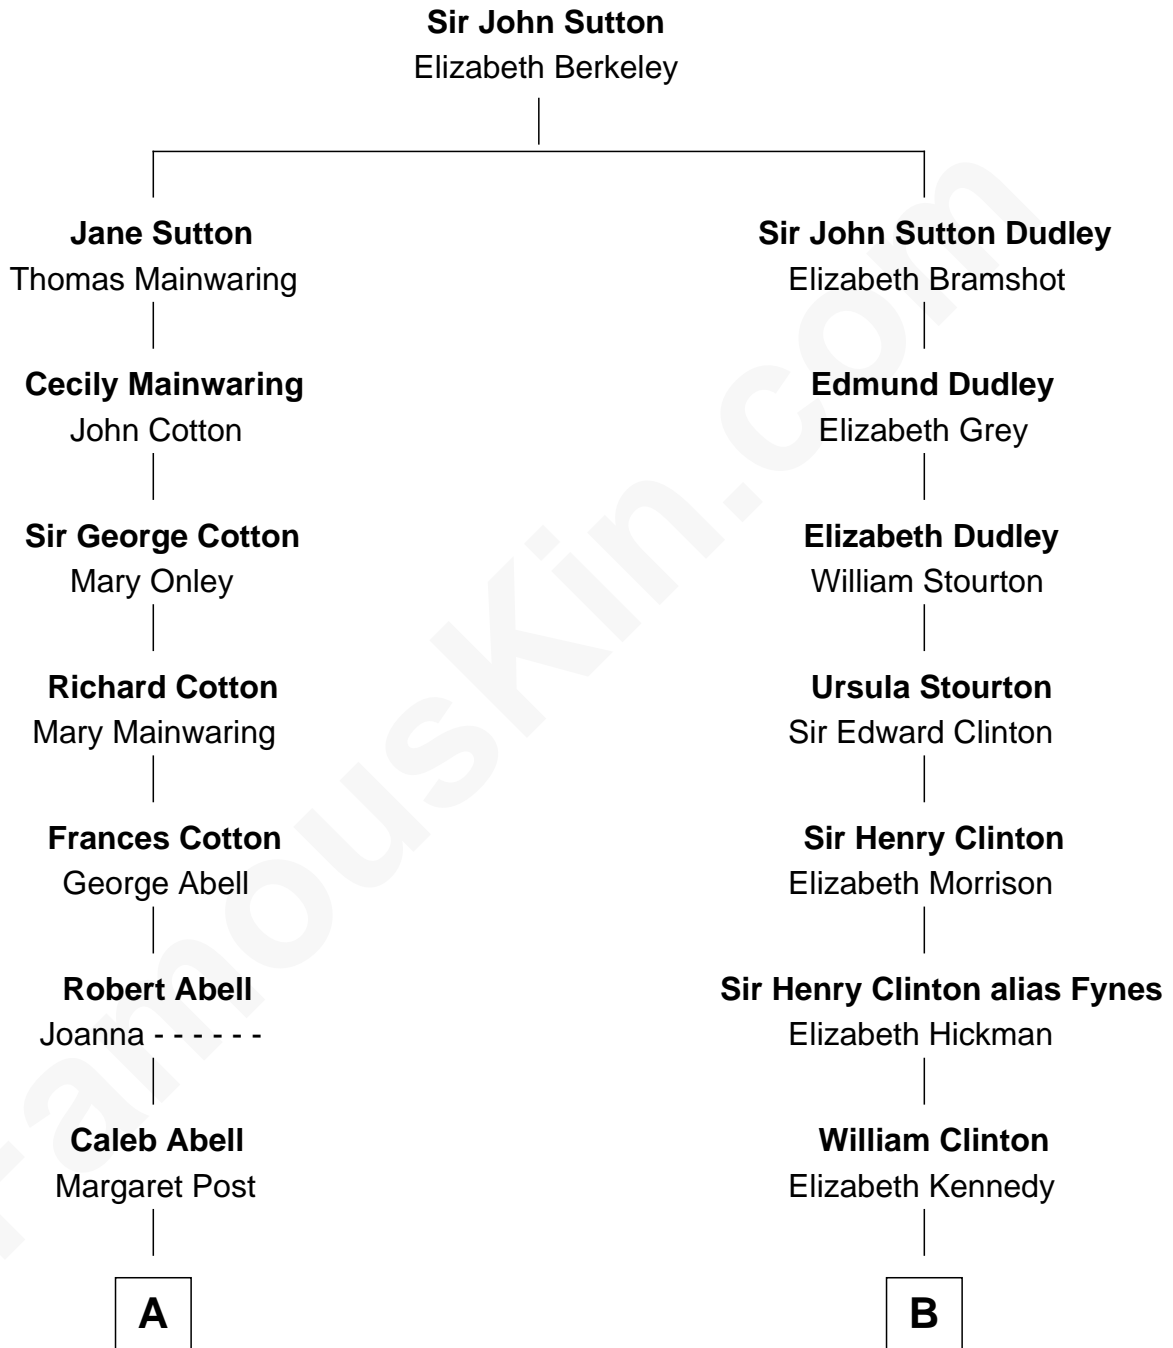 Sir John Sutton
Elizabeth Berkeley
Jane Sutton
Thomas Mainwaring
Sir John Sutton Dudley
Elizabeth Bramshot
Cecily Mainwaring
John Cotton
Edmund Dudley
Elizabeth Grey
Sir George Cotton
Mary Onley
Elizabeth Dudley
William Stourton
Richard Cotton
Mary Mainwaring
Ursula Stourton
Sir Edward Clinton
Frances Cotton
George Abell
Sir Henry Clinton
Elizabeth Morrison
Robert Abell
Joanna - - - - - -
Sir Henry Clinton alias Fynes
Elizabeth Hickman
Caleb Abell
Margaret Post
William Clinton
Elizabeth Kennedy
A
B
FamousKin.com